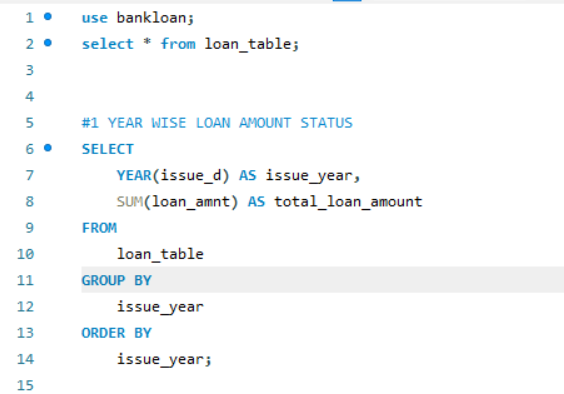 1 use bankloan;
2 select * from loan_table;
3
4
5 #1 YEAR WISE LOAN AMOUNT STATUS
6 SELECT
7 YEAR(issue_d) AS issue_year,
8 SUM(loan_amnt) AS total_loan_amount
9 FROM
10 loan_table
11 GROUP BY
12 issue_year
13 ORDER BY
14 issue_year;
15